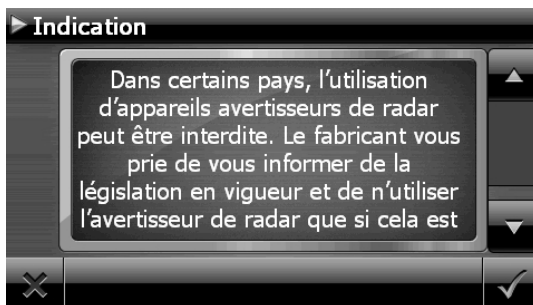 Indication
Dans certains pays, l'utilisation
d'appareils avertisseurs de radar
peut être interdite. Le fabricant vous
prie de vous informer de la
législation en vigueur et de n'utiliser
l'avertisseur de radar que si cela est